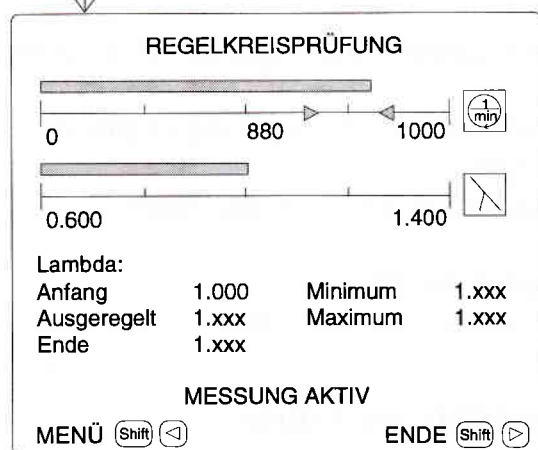 REGELKREISPRÜFUNG
0 880 1000
1
min
0.600 1.400
λ
Lambda:
Anfang 1.000 Minimum 1.xxx
Ausgeregelt 1.xxx Maximum 1.xxx
Ende 1.xxx
MESSUNG AKTIV
MENÜ Shift ◁ ENDE Shift ▷